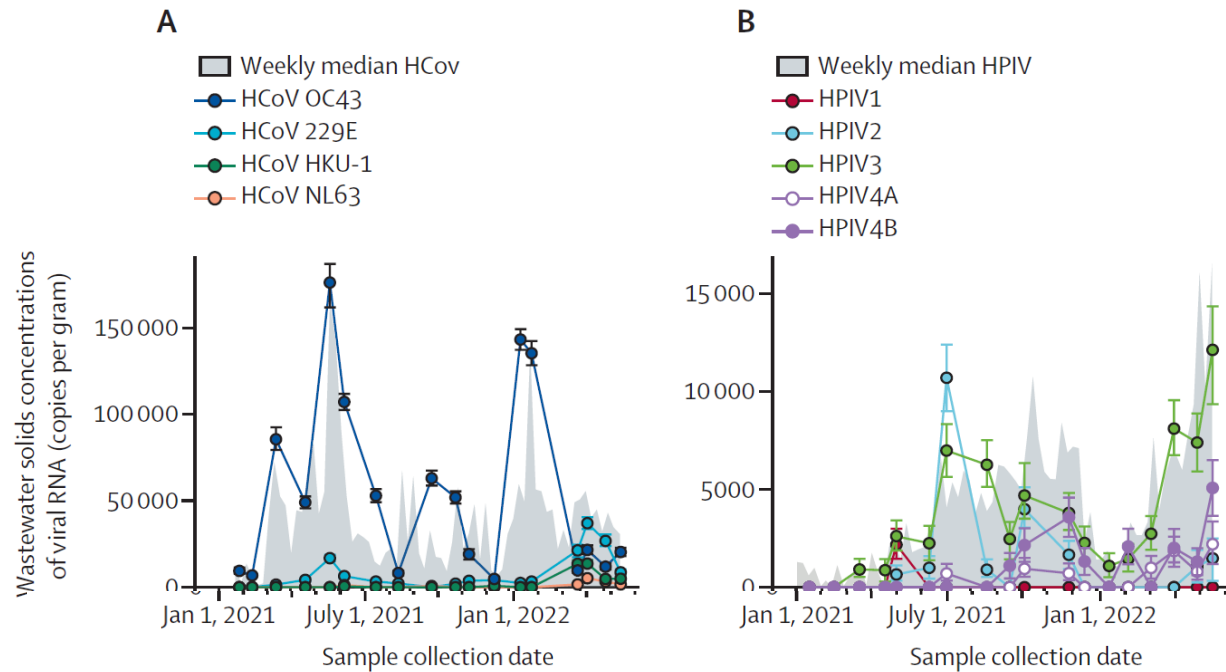 A
Weekly median HCov
HCoV OC43
HCoV 229E
HCoV HKU-1
HCoV NL63
Wastewater solids concentrations
of viral RNA (copies per gram)
150 000
100 000
50 000
0
Jan 1, 2021
July 1, 2021
Jan 1, 2022
Sample collection date
B
Weekly median HPIV
HPIV1
HPIV2
HPIV3
HPIV4A
HPIV4B
15 000
10 000
5000
0
Jan 1, 2021
July 1, 2021
Jan 1, 2022
Sample collection date